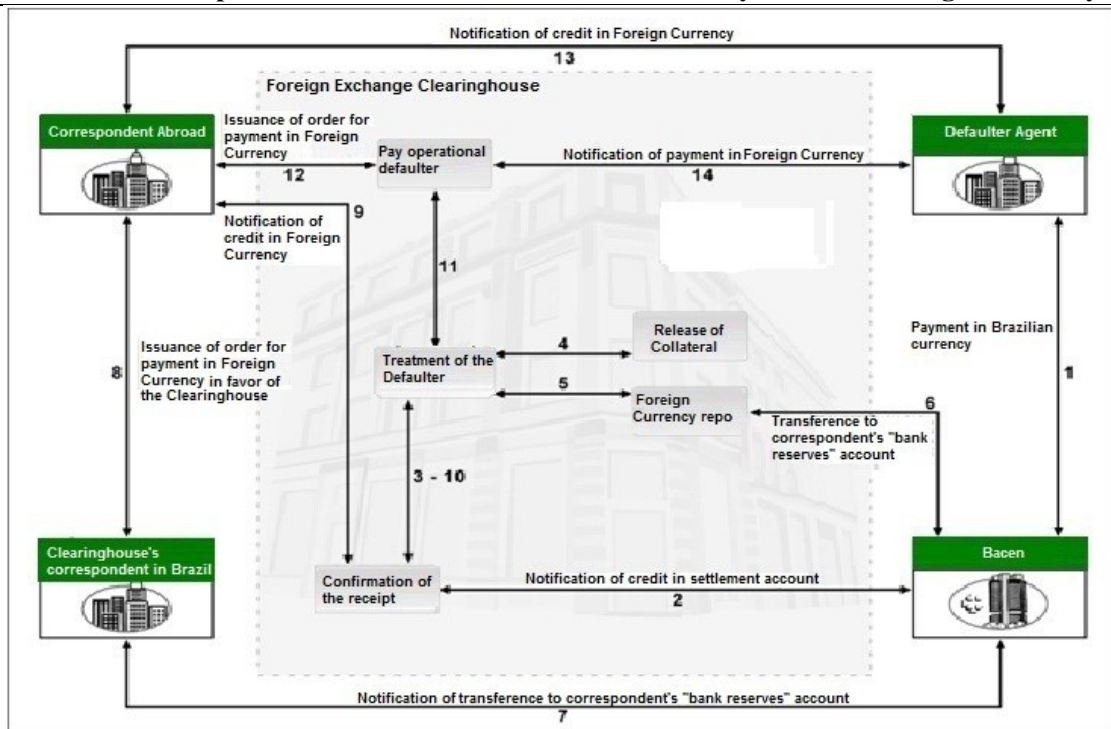 Notification of credit in Foreign Currency
13
Foreign Exchange Clearinghouse
Correspondent Abroad
Issuance of order for
payment in Foreign
Currency
12
Pay operational
defaulter
Notification of payment in Foreign Currency
14
Defaulter Agent
Notification of
credit in Foreign
Currency
9
11
8
Issuance of order for
payment in Foreign
Currency in favor of
the Clearinghouse
Treatment of the
Defaulter
4
Release of
Collateral
5
Foreign
Currency repo
Payment in Brazilian
currency
1
6
Transference to
correspondent's "bank
reserves" account
3 - 10
Clearinghouse's
correspondent in Brazil
Confirmation of
the receipt
Notification of credit in settlement account
2
Bacen
Notification of transference to correspondent's "bank reserves" account
7